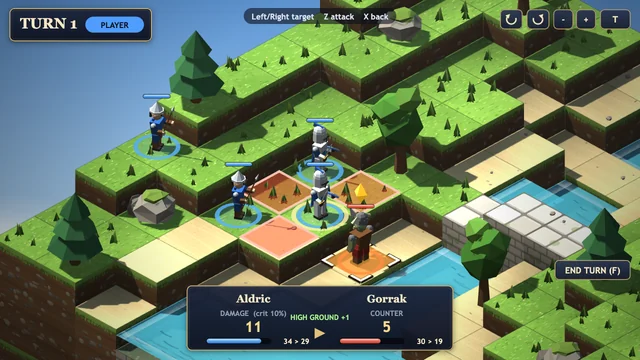 TURN 1 PLAYER
Left/Right target Z attack X back
- + T
END TURN (F)
Aldric Gorrak
DAMAGE (crit 10%) HIGH GROUND +1 COUNTER
11 5
34 > 29 30 > 19